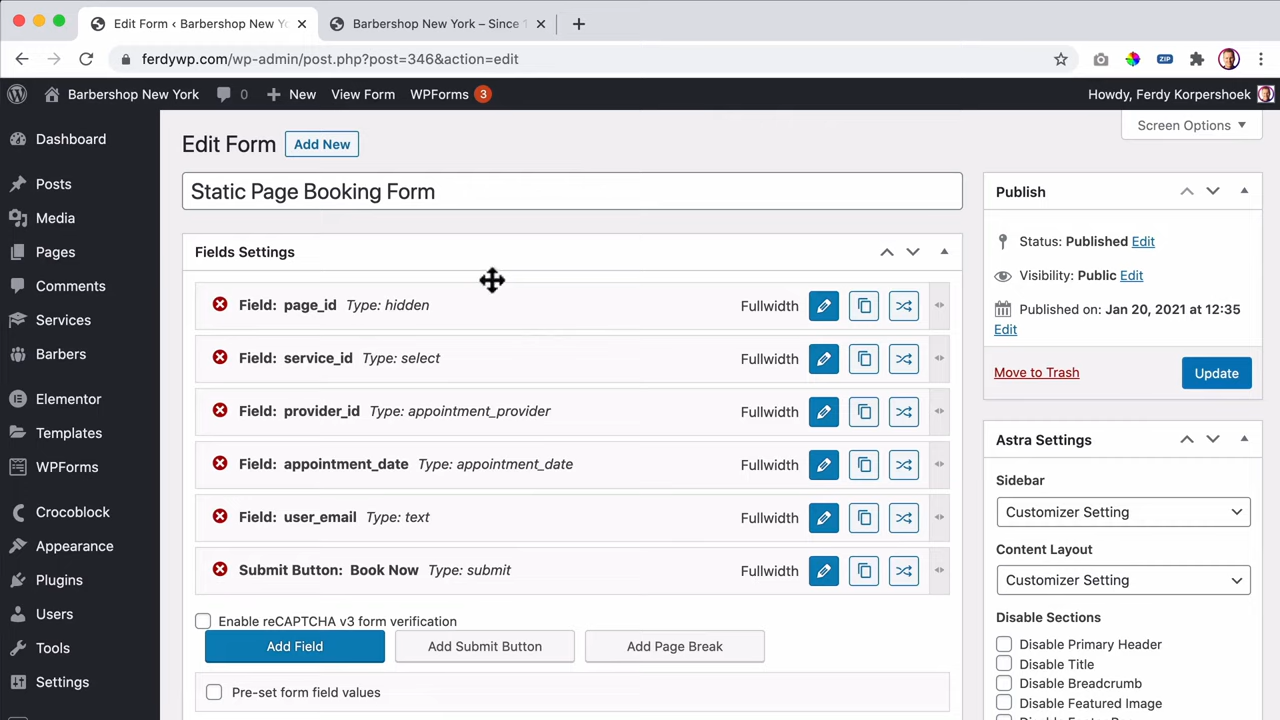 Edit Form ‹ Barbershop New Yo
Barbershop New York – Since 1
ferdywp.com/wp-admin/post.php?post=346&action=edit
ZIP
Barbershop New York
0
New
View Form
WPForms 3
Howdy, Ferdy Korpershoek
Screen Options
Dashboard
Posts
Media
Pages
Comments
Services
Barbers
Elementor
Templates
WPForms
Crocoblock
Appearance
Plugins
Users
Tools
Settings
Edit Form
Add New
Static Page Booking Form
Fields Settings
Field: page_id Type: hidden Fullwidth
Field: service_id Type: select Fullwidth
Field: provider_id Type: appointment_provider Fullwidth
Field: appointment_date Type: appointment_date Fullwidth
Field: user_email Type: text Fullwidth
Submit Button: Book Now Type: submit Fullwidth
Enable reCAPTCHA v3 form verification
Add Field
Add Submit Button
Add Page Break
Pre-set form field values
Publish
Status: Published Edit
Visibility: Public Edit
Published on: Jan 20, 2021 at 12:35
Edit
Move to Trash
Update
Astra Settings
Sidebar
Customizer Setting
Content Layout
Customizer Setting
Disable Sections
Disable Primary Header
Disable Title
Disable Breadcrumb
Disable Featured Image